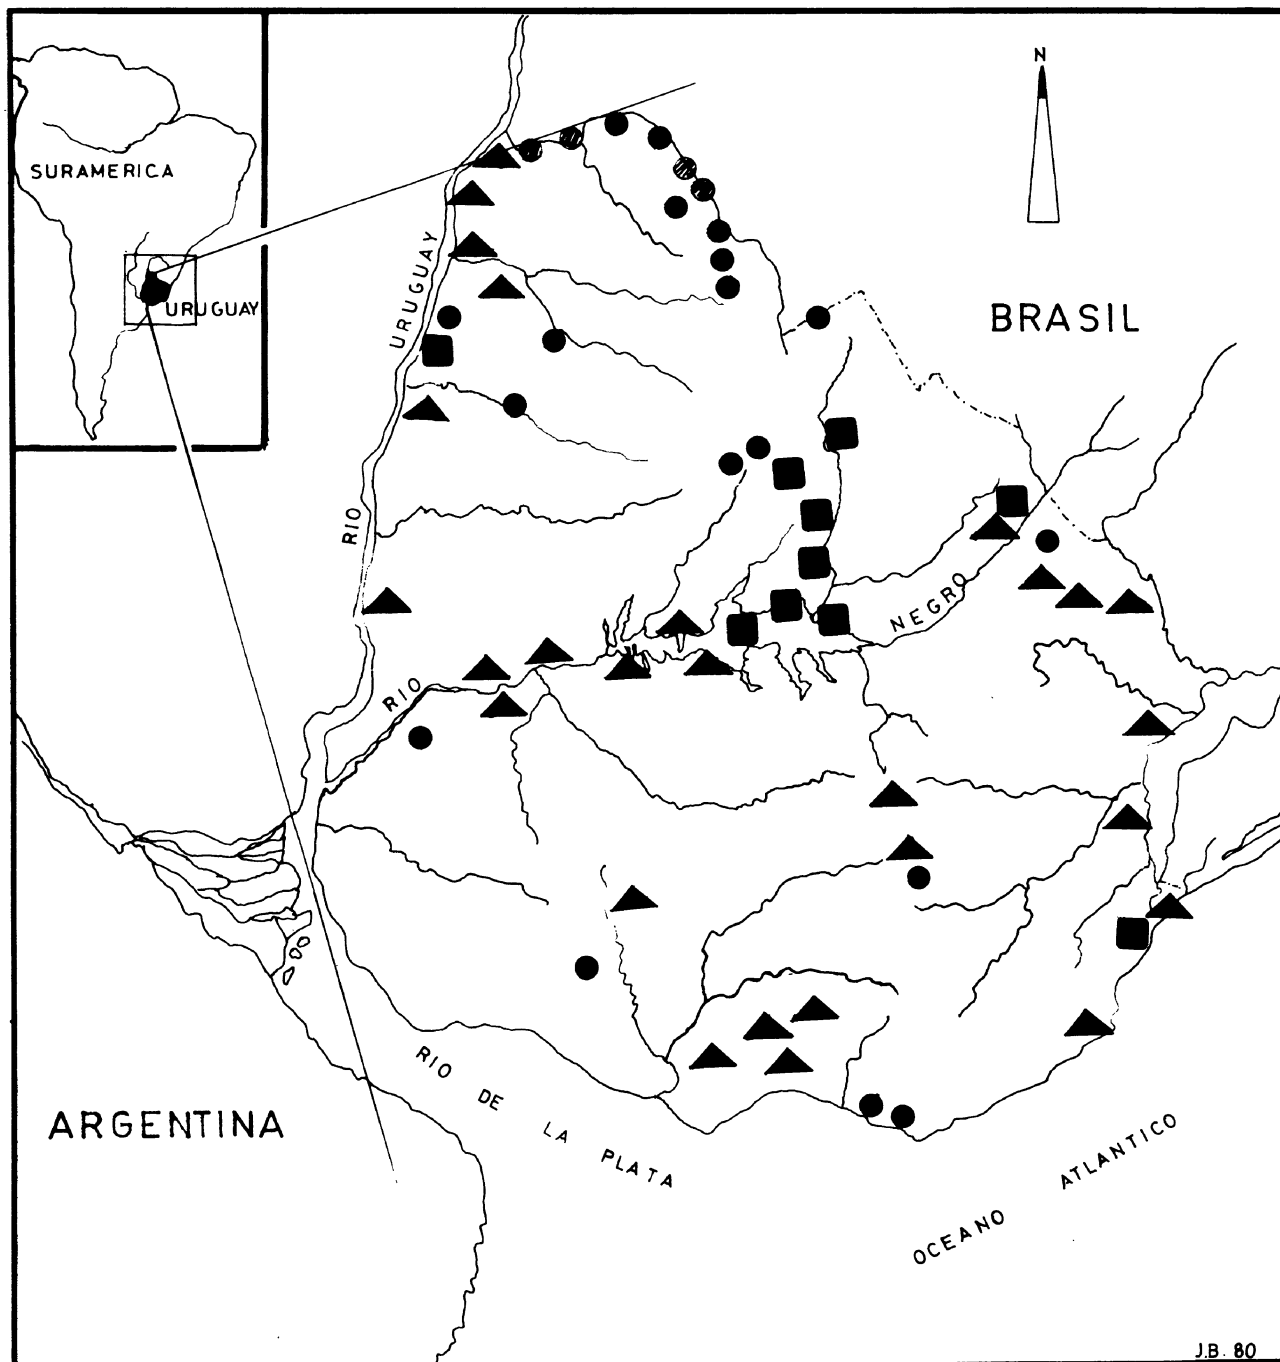 N
SURAMERICA
URUGUAY
URUGUAY
BRASIL
RIO
NEGRO
RIO
RIO
DE
LA
PLATA
ARGENTINA
OCEANO
ATLANTICO
J.B. 80